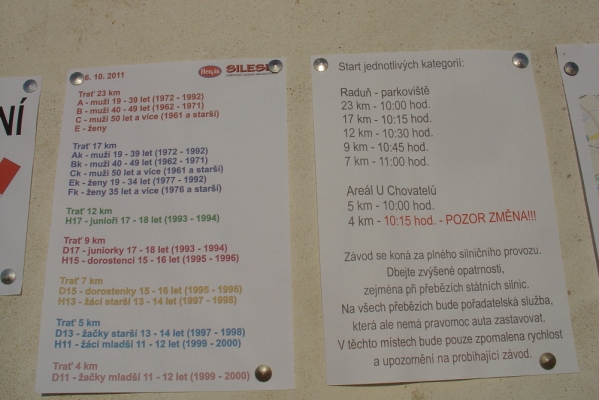 NÍ
6. 10. 2011
SILESI
Trať 23 km
A - muži 19 - 39 let (1972 - 1992)
B - muži 40 - 49 let (1962 - 1971)
C - muži 50 let a více (1961 a starší)
E - ženy
Trať 17 km
Ak - muži 19 - 39 let (1972 - 1992)
Bk - muži 40 - 49 let (1962 - 1971)
Ck - muži 50 let a více (1961 a starší)
Ek - ženy 19 - 34 let (1977 - 1992)
Fk - ženy 35 let a více (1976 a starší)
Trať 12 km
H17 - junioři 17 - 18 let (1993 - 1994)
Trať 9 km
D17 - juniorky 17 - 18 let (1993 - 1994)
H15 - dorostenci 15 - 16 let (1995 - 1996)
Trať 7 km
D15 - dorostenky 15 - 16 let (1995 - 1996)
H13 - žáci starší 13 - 14 let (1997 - 1998)
Trať 5 km
D13 - žačky starší 13 - 14 let (1997 - 1998)
H11 - žáci mladší 11 - 12 let (1999 - 2000)
Trať 4 km
D11 - žačky mladší 11 - 12 let (1999 - 2000)
Start jednotlivých kategorií:
Raduň - parkoviště
23 km - 10:00 hod.
17 km - 10:15 hod.
12 km - 10:30 hod.
9 km - 10:45 hod.
7 km - 11:00 hod.
Areál U Chovatelů
5 km - 10:00 hod.
4 km - 10:15 hod. - POZOR ZMĚNA!!!
Závod se koná za plného silničního provozu.
Dbejte zvýšené opatrnosti,
zejména při přebězích státních silnic.
Na všech přebězích bude pořadatelská služba,
která ale nemá pravomoc auta zastavovat.
V těchto místech bude pouze zpomalena rychlost
a upozornění na probíhající závod.